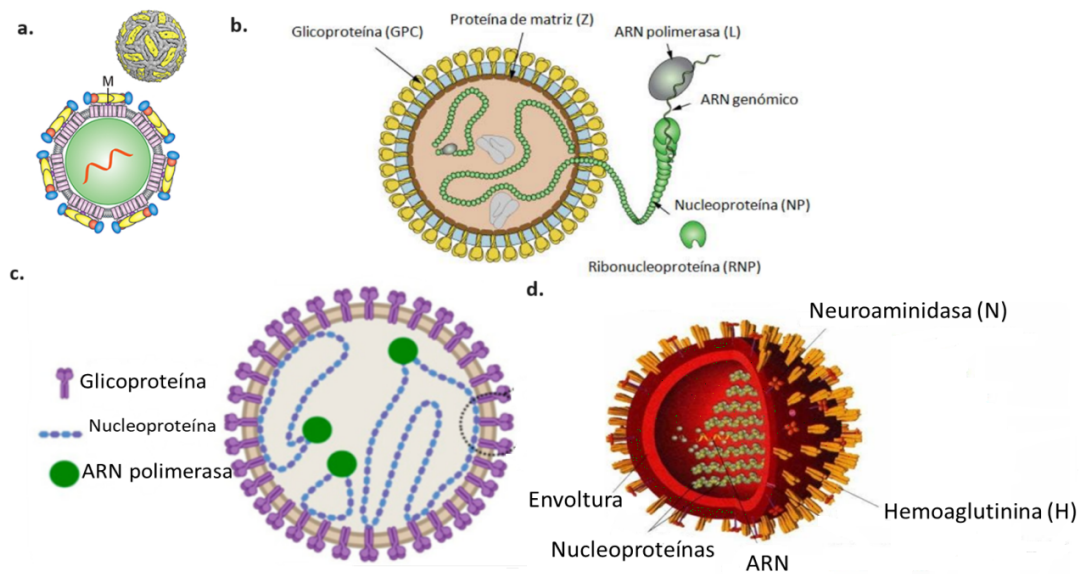 a.
M
b.
Glicoproteína (GPC)
Proteína de matriz (Z)
ARN polimerasa (L)
ARN genómico
Nucleoproteína (NP)
Ribonucleoproteína (RNP)
c.
Glicoproteína
Nucleoproteína
ARN polimerasa
d.
Neuroaminidasa (N)
Envoltura
Hemoaglutinina (H)
Nucleoproteínas
ARN